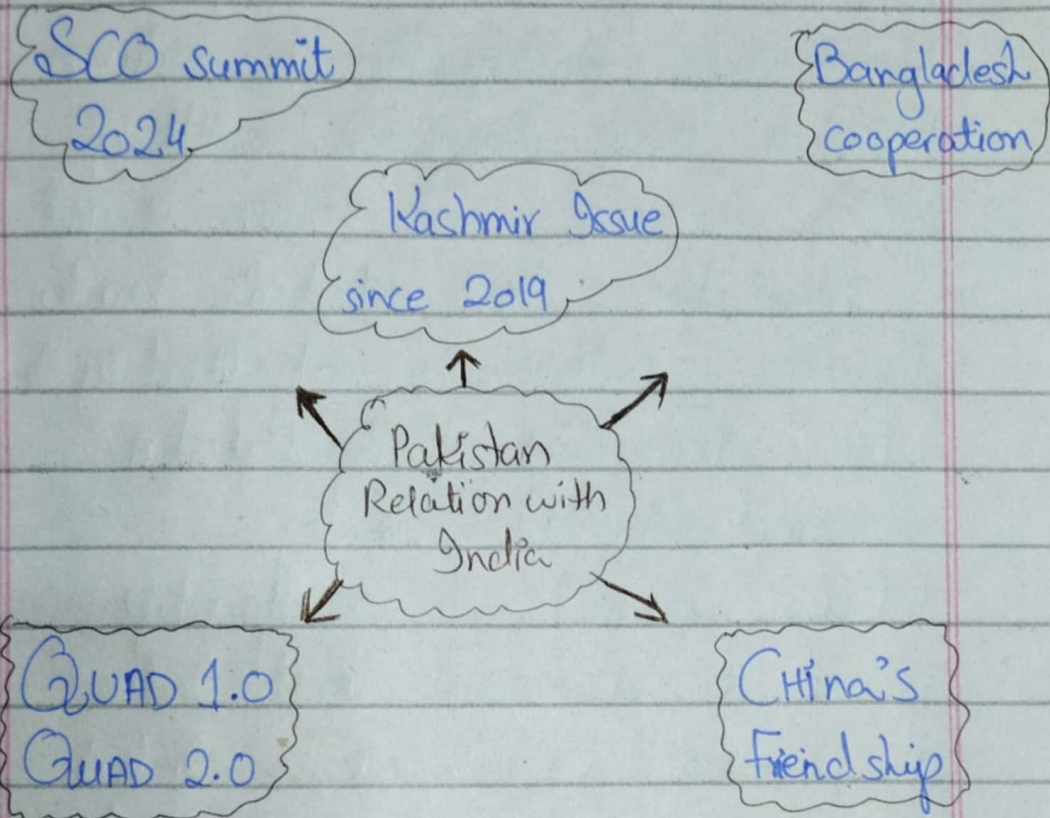 SCO summit
2024
Bangladesh
cooperation
Kashmir Issue
since 2019
Pakistan
Relation with
India
QUAD 1.0
QUAD 2.0
CHina's
Friendship